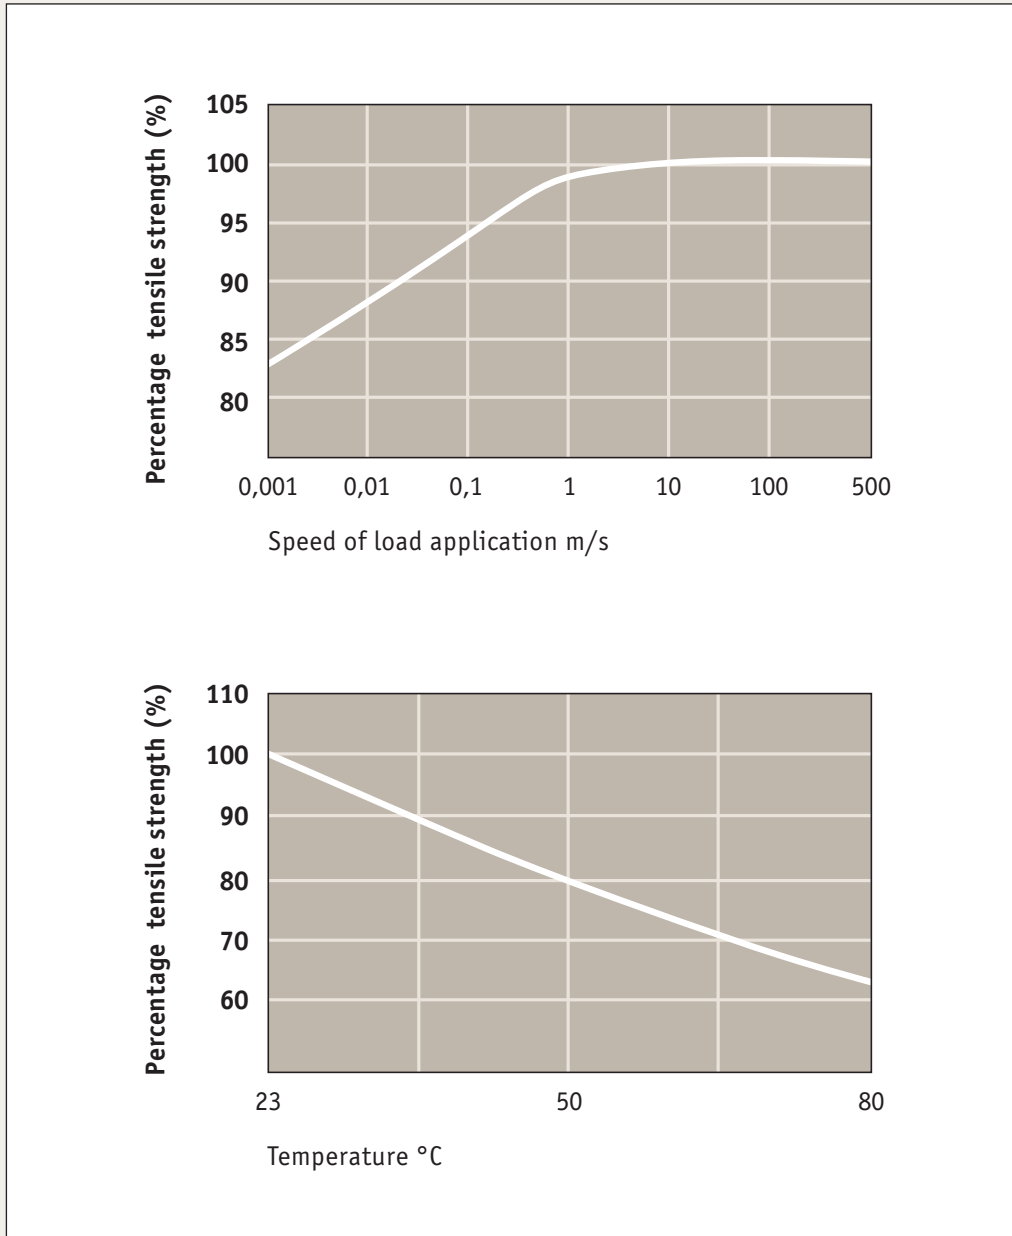 Percentage tensile strength (%)
105
100
95
90
85
80
0,001 0,01 0,1 1 10 100 500
Speed of load application m/s
Percentage tensile strength (%)
110
100
90
80
70
60
23 50 80
Temperature °C